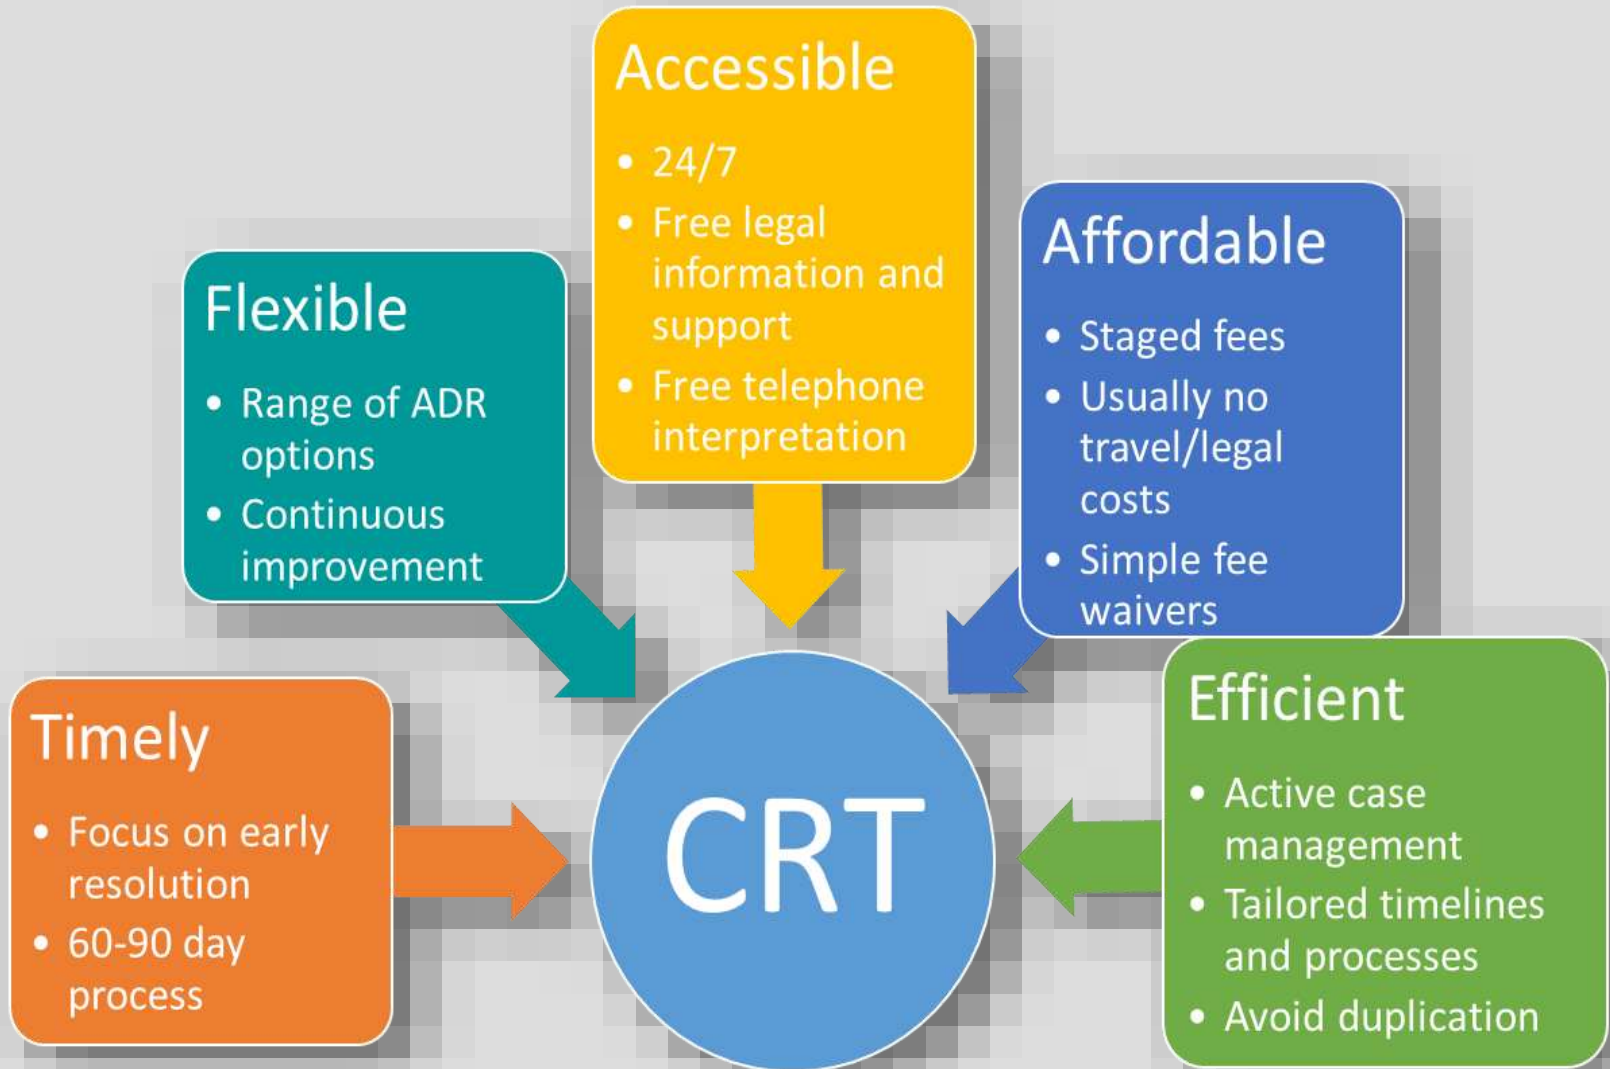 Accessible
• 24/7
• Free legal
information and
support
• Free telephone
interpretation
Affordable
• Staged fees
• Usually no
travel/legal
costs
• Simple fee
waivers
Flexible
• Range of ADR
options
• Continuous
improvement
Efficient
• Active case
management
• Tailored timelines
and processes
• Avoid duplication
Timely
• Focus on early
resolution
• 60-90 day
process
CRT